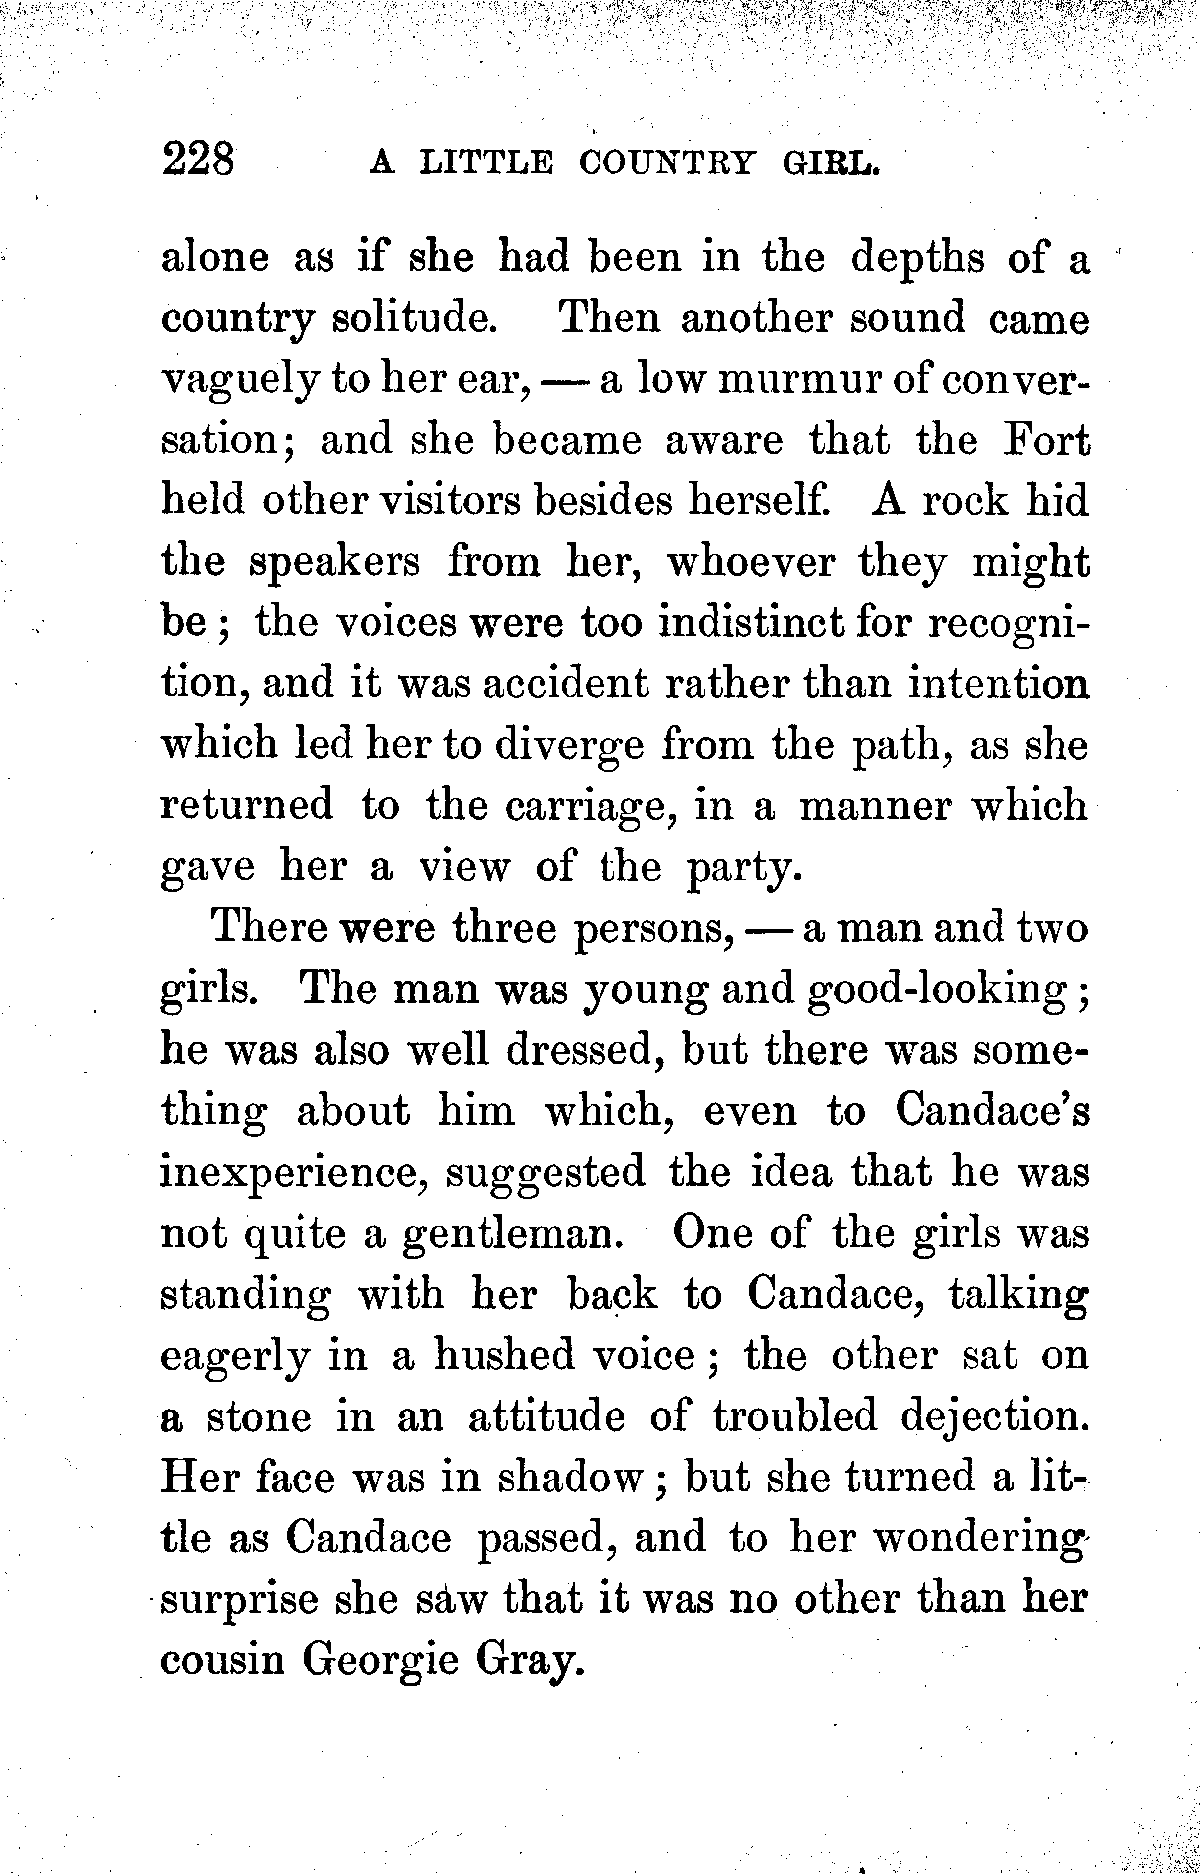 228 A LITTLE COUNTRY GIRL.
alone as if she had been in the depths of a
country solitude. Then another sound came
vaguely to her ear, — a low murmur of conver-
sation; and she became aware that the Fort
held other visitors besides herself. A rock hid
the speakers from her, whoever they might
be; the voices were too indistinct for recogni-
tion, and it was accident rather than intention
which led her to diverge from the path, as she
returned to the carriage, in a manner which
gave her a view of the party.
There were three persons, — a man and two
girls. The man was young and good-looking;
he was also well dressed, but there was some-
thing about him which, even to Candace's
inexperience, suggested the idea that he was
not quite a gentleman. One of the girls was
standing with her back to Candace, talking
eagerly in a hushed voice; the other sat on
a stone in an attitude of troubled dejection.
Her face was in shadow; but she turned a lit-
tle as Candace passed, and to her wondering
surprise she saw that it was no other than her
cousin Georgie Gray.